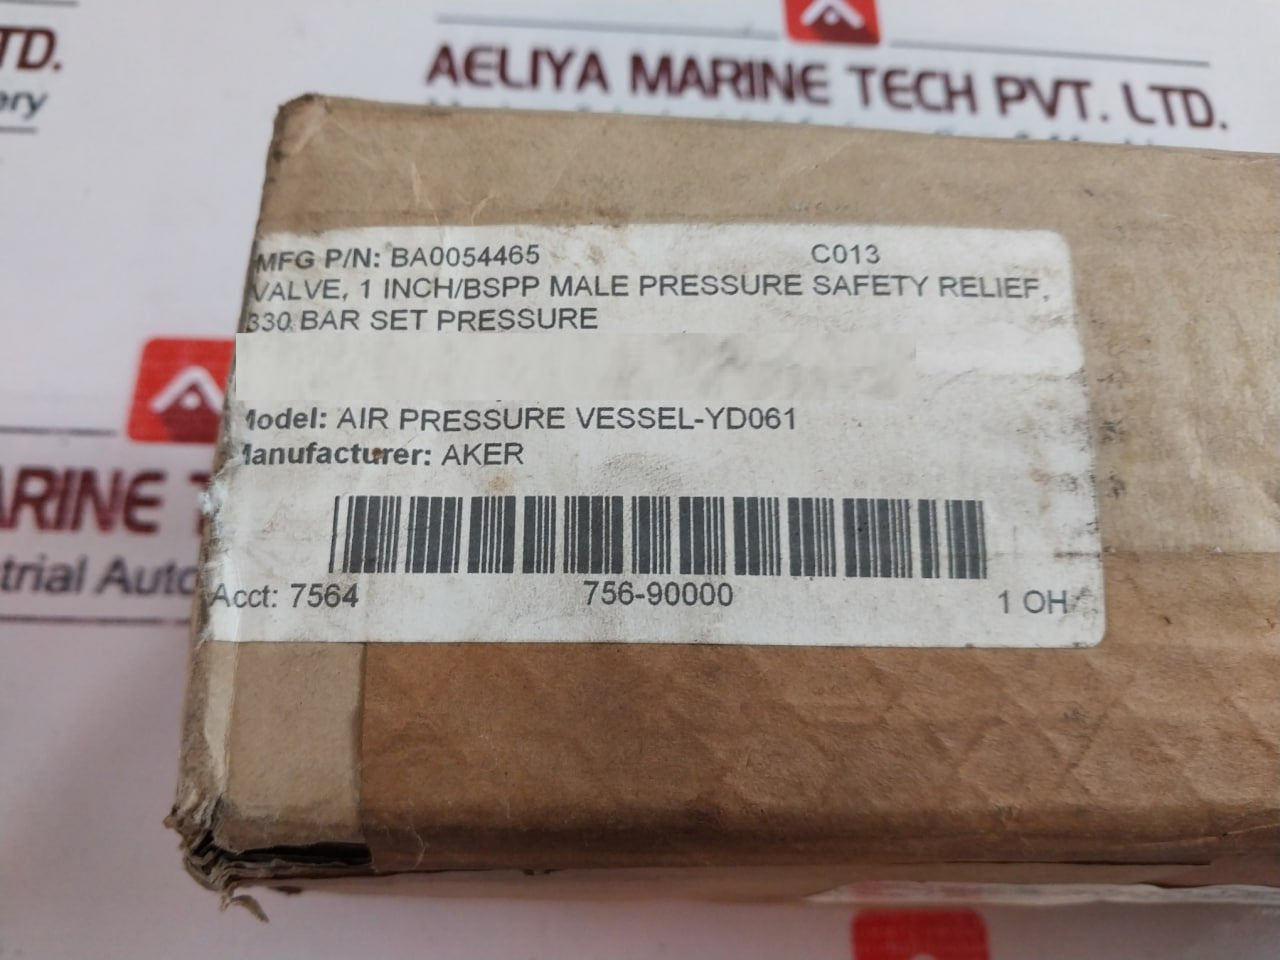 TD.
ery
AELIYA MARINE TECH PVT. LTD.
MFG P/N: BA0054465 C013
VALVE, 1 INCH/BSPP MALE PRESSURE SAFETY RELIEF,
330 BAR SET PRESSURE
Model: AIR PRESSURE VESSEL-YD061
Manufacturer: AKER
ARINE T
trial Auto
Acct: 7564 756-90000 1 OH